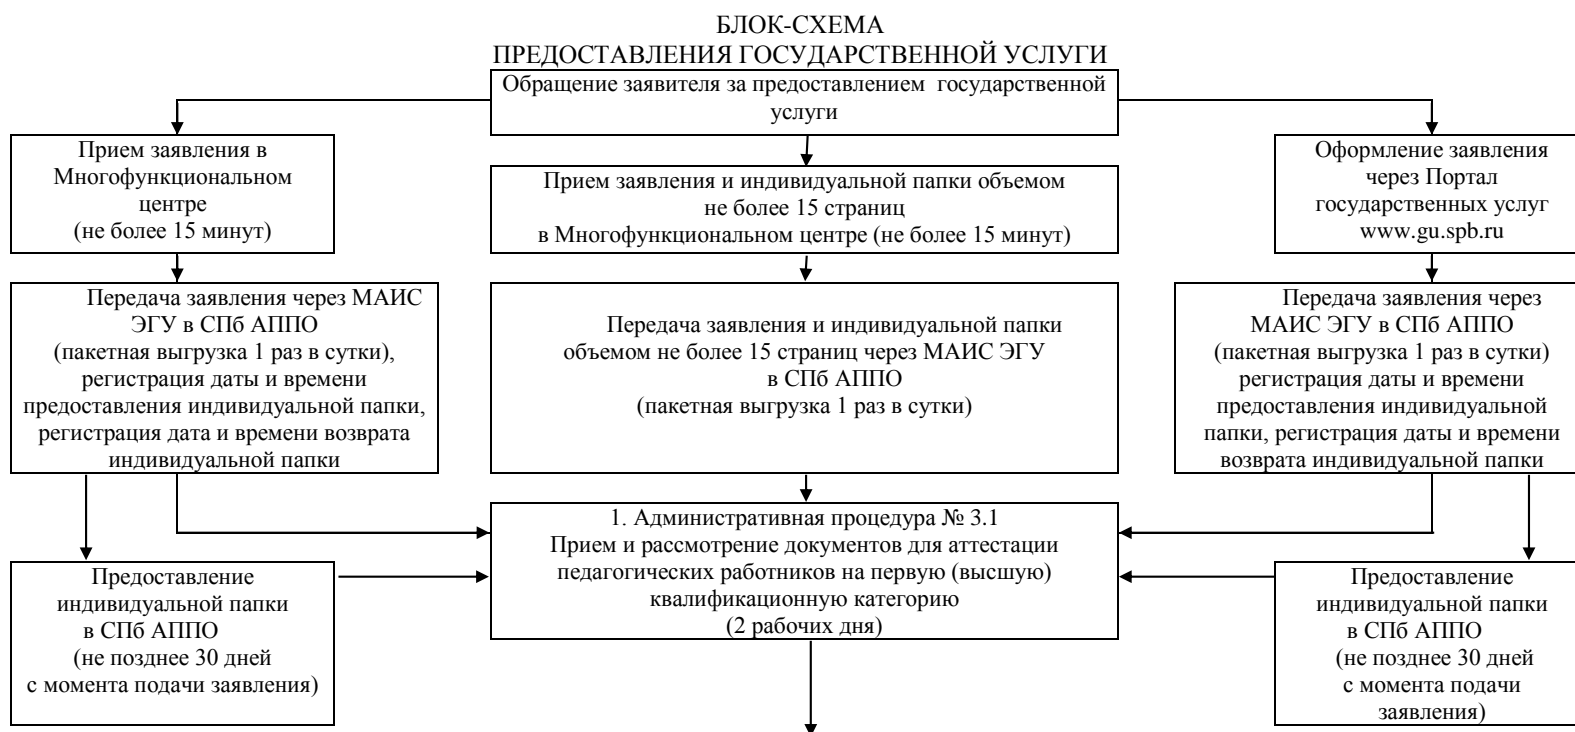 БЛОК-СХЕМА
ПРЕДОСТАВЛЕНИЯ ГОСУДАРСТВЕННОЙ УСЛУГИ
Обращение заявителя за предоставлением государственной
услуги
Прием заявления в
Многофункциональном
центре
(не более 15 минут)
Прием заявления и индивидуальной папки объемом
не более 15 страниц
в Многофункциональном центре (не более 15 минут)
Оформление заявления
через Портал
государственных услуг
www.gu.spb.ru
Передача заявления через МАИС
ЭГУ в СПб АППО
(пакетная выгрузка 1 раз в сутки),
регистрация даты и времени
предоставления индивидуальной папки,
регистрация дата и времени возврата
индивидуальной папки
Передача заявления и индивидуальной папки
объемом не более 15 страниц через МАИС ЭГУ
в СПб АППО
(пакетная выгрузка 1 раз в сутки)
Передача заявления через
МАИС ЭГУ в СПб АППО
(пакетная выгрузка 1 раз в сутки)
регистрация даты и времени
предоставления индивидуальной
папки, регистрация даты и времени
возврата индивидуальной папки
1. Административная процедура № 3.1
Прием и рассмотрение документов для аттестации
педагогических работников на первую (высшую)
квалификационную категорию
(2 рабочих дня)
Предоставление
индивидуальной папки
в СПб АППО
(не позднее 30 дней
с момента подачи заявления)
Предоставление
индивидуальной папки
в СПб АППО
(не позднее 30 дней
с момента подачи
заявления)